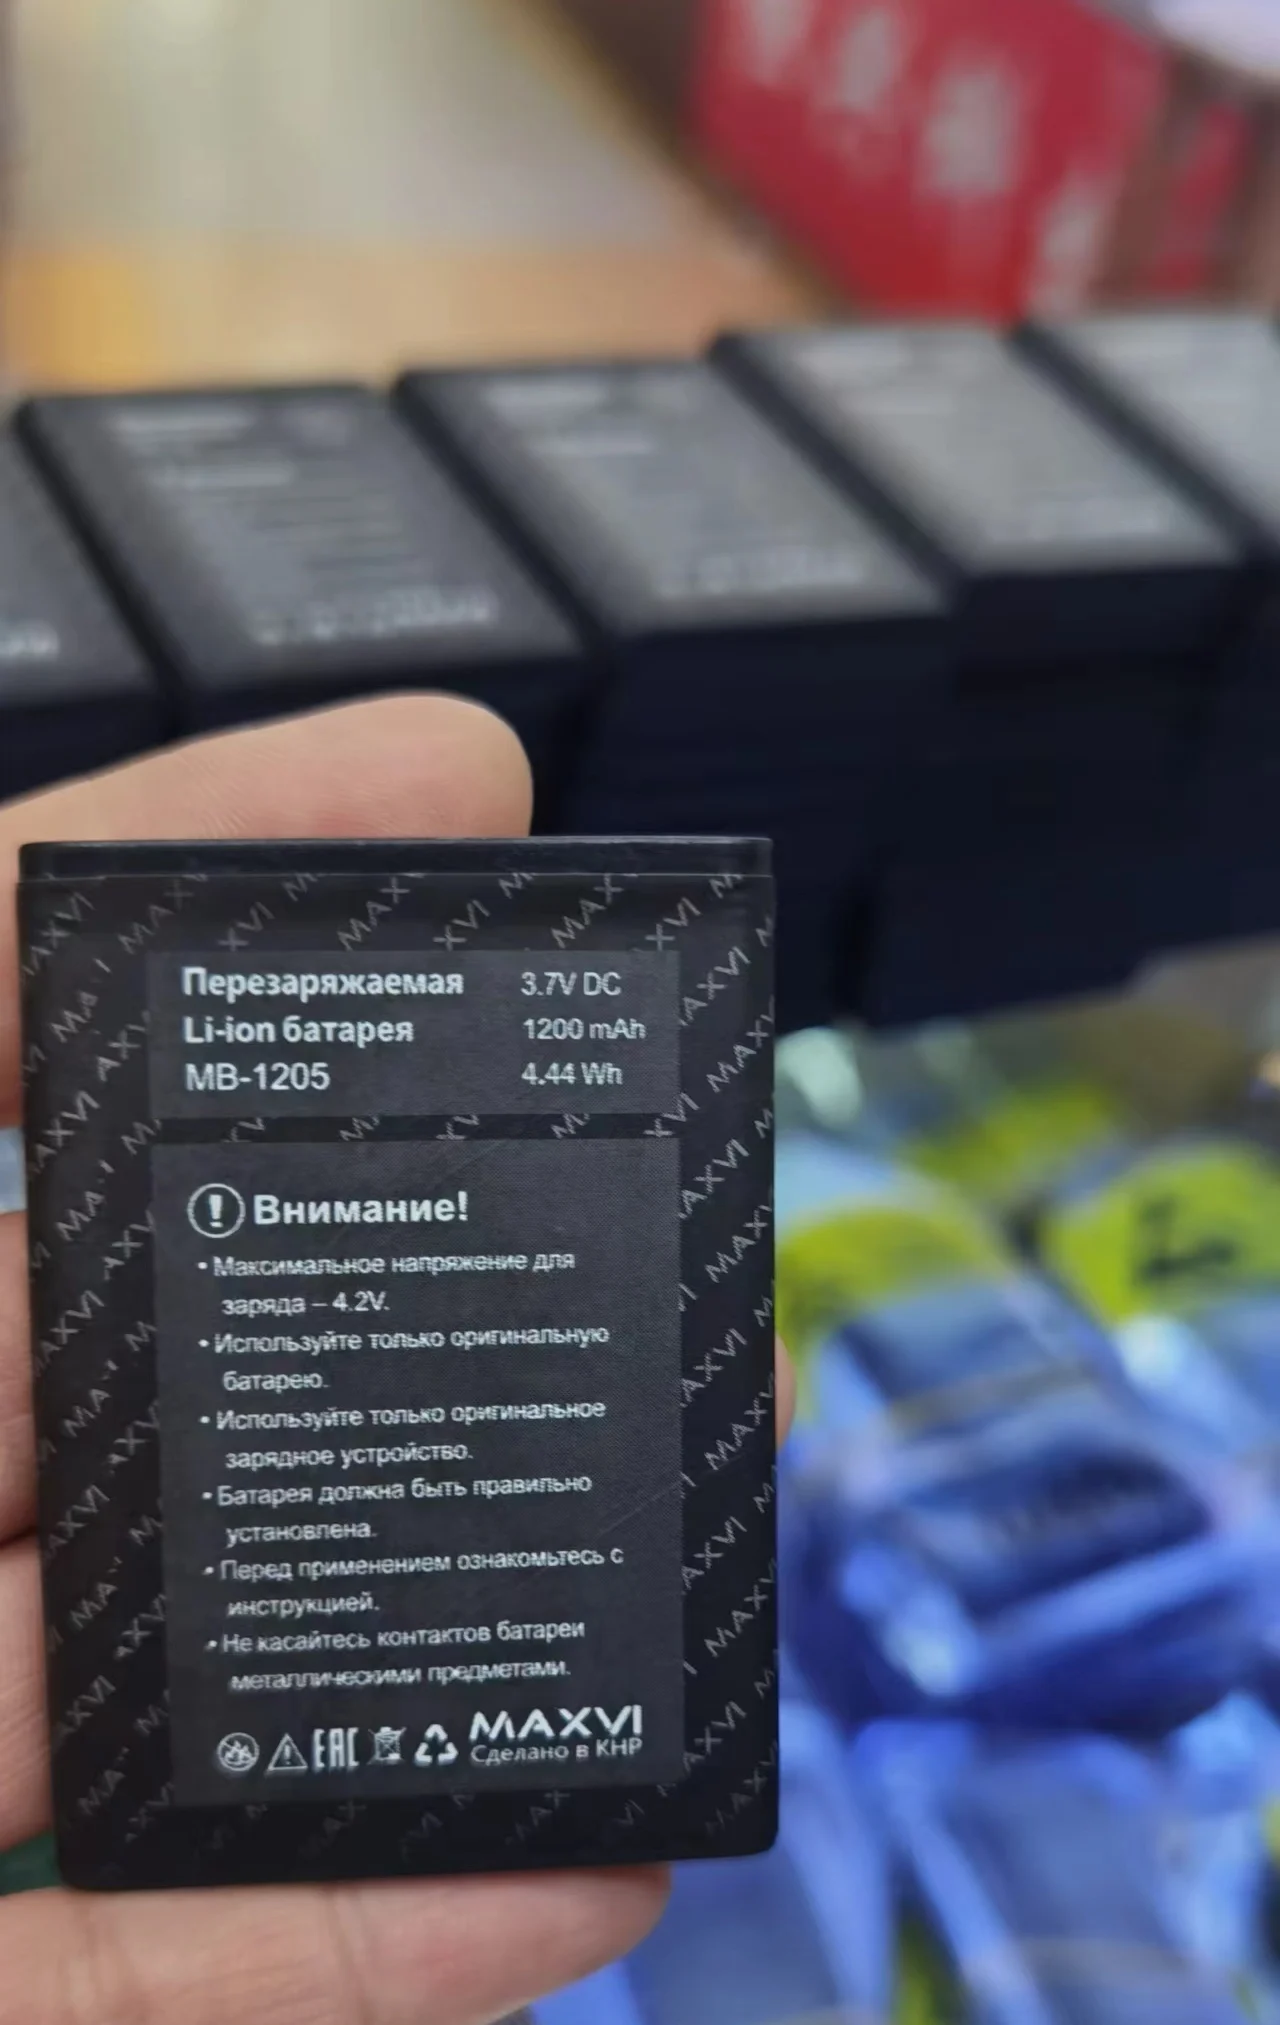 Перезаряжаемая 3.7V DC
Li-ion батарея 1200 mAh
MB-1205 4.44 Wh
Внимание!
• Максимальное напряжение для
заряда – 4.2V.
• Используйте только оригинальную
батарею.
• Используйте только оригинальное
зарядное устройство.
• Батарея должна быть правильно
установлена.
• Перед применением ознакомьтесь с
инструкцией.
• Не касайтесь контактов батареи
металлическими предметами.
EAC MAXVI
Сделано в КНР